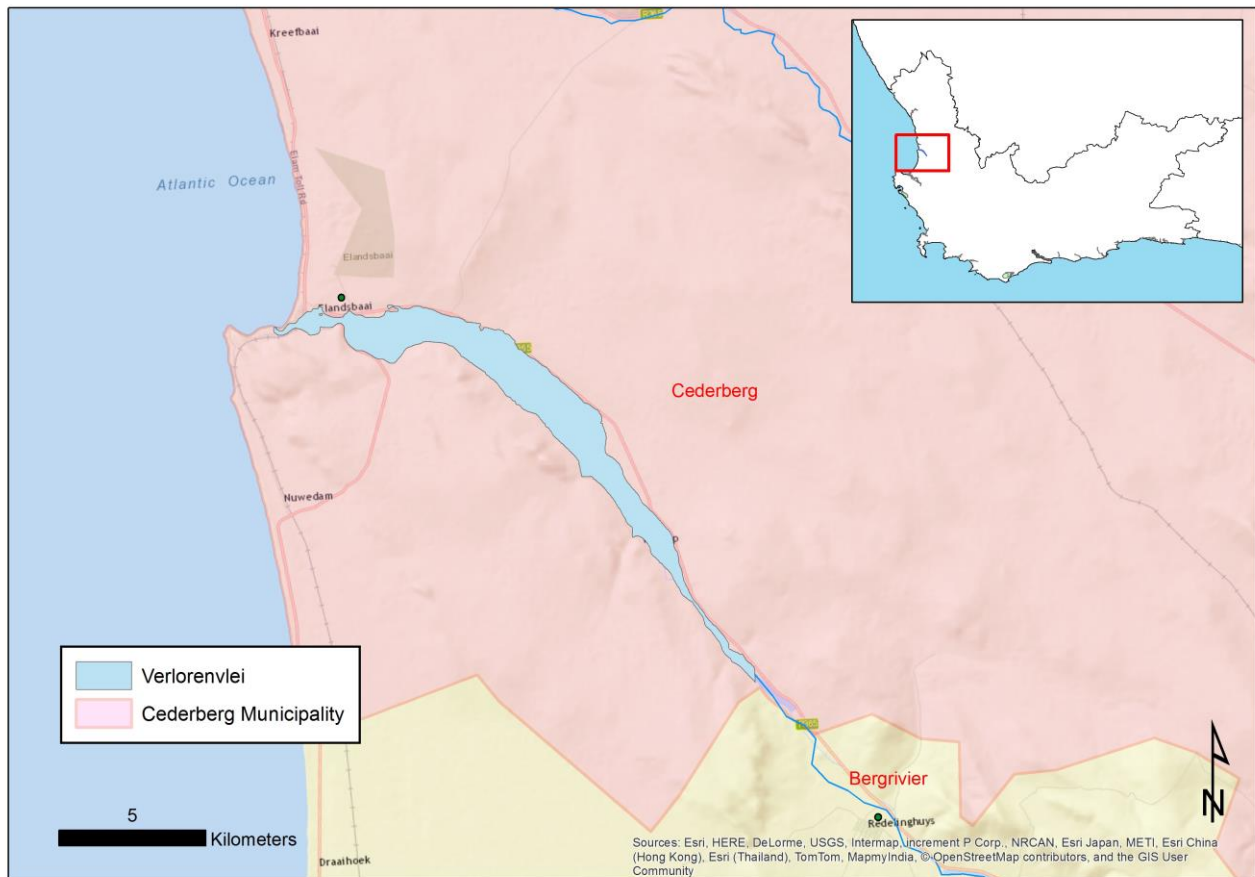 Kreefbaai
Elam Toll Rd
Atlantic Ocean
Elandsbaai
Elandsbaai
Cederberg
Nuwedam
Verlorenvlei
Cederberg Municipality
Bergrivier
Redelinghuys
5
Kilometers
N
Draaihoek
Sources: Esri, HERE, DeLorme, USGS, Intermap, increment P Corp., NRCAN, Esri Japan, METI, Esri China
(Hong Kong), Esri (Thailand), TomTom, MapmyIndia, © OpenStreetMap contributors, and the GIS User
Community